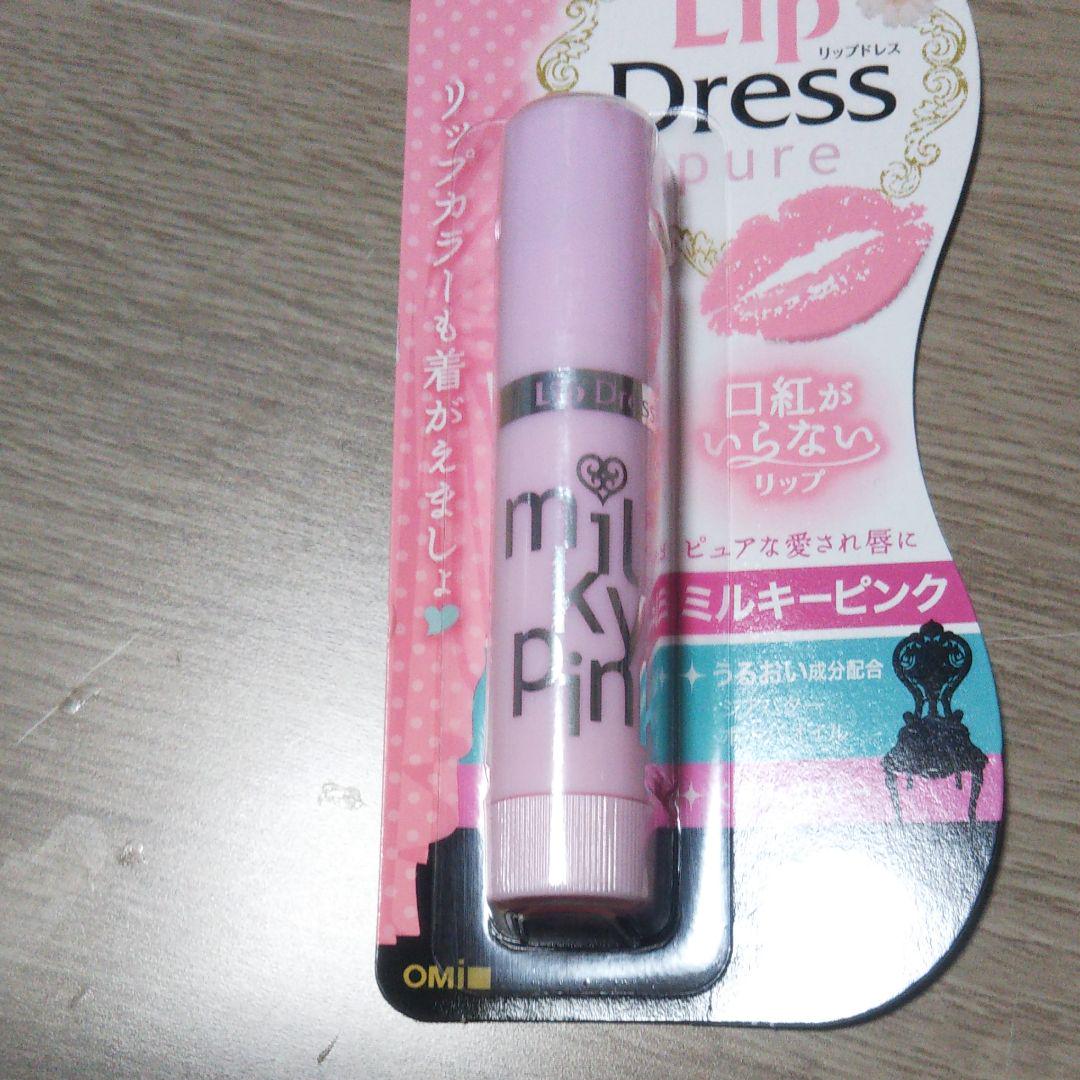 Lip
リップドレス
Dress
pure
リップカラーも着がえましょ
口紅が
いらない
リップ
ピュアな愛され唇に
ミルキーピンク
うるおい成分配合
Lip Dress
milky pin
OMi